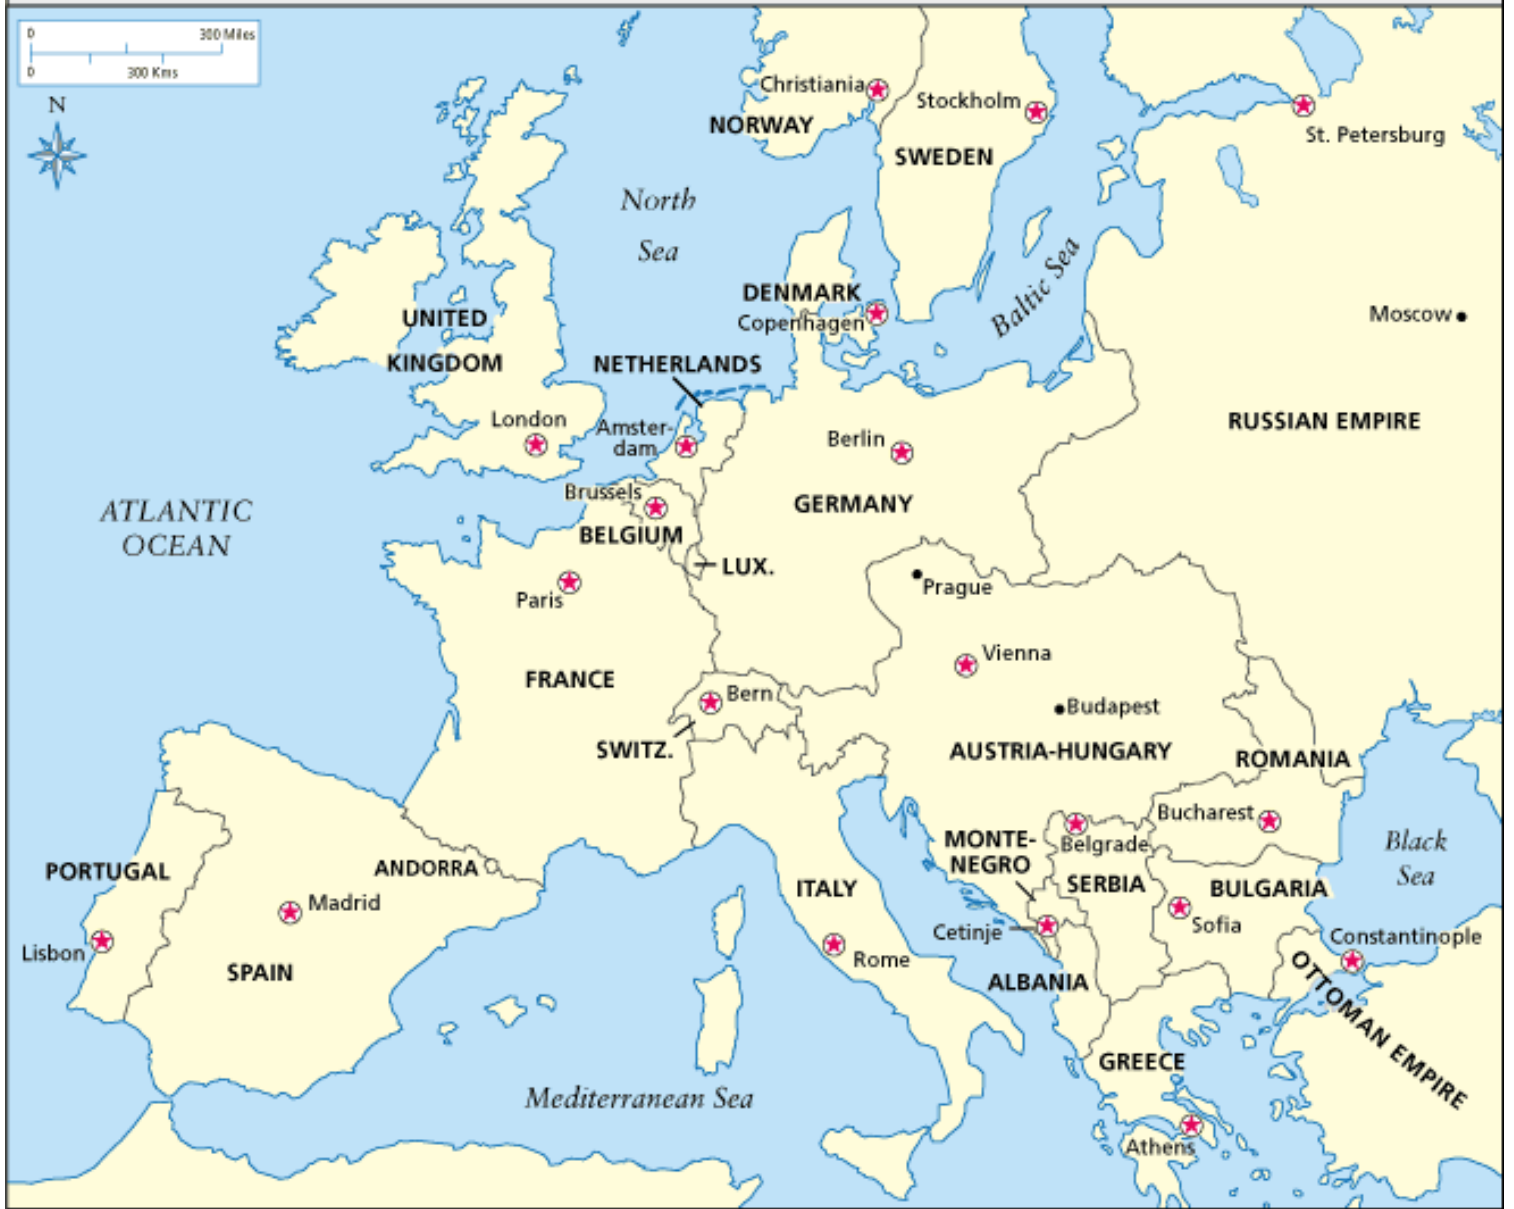 0 300 Miles
0 300 Kms
N
Christiania
Stockholm
NORWAY
SWEDEN
St. Petersburg
North
Sea
Baltic Sea
DENMARK
Copenhagen
Moscow
UNITED
KINGDOM
NETHERLANDS
London
Amster-
dam
Berlin
RUSSIAN EMPIRE
Brussels
BELGIUM
GERMANY
ATLANTIC
OCEAN
LUX.
Prague
Paris
Vienna
FRANCE
Bern
Budapest
SWITZ.
AUSTRIA-HUNGARY
ROMANIA
Bucharest
MONTE-
NEGRO
Belgrade
Black
Sea
PORTUGAL
ANDORRA
ITALY
SERBIA
BULGARIA
Madrid
Sofia
Cetinje
Constantinople
Lisbon
Rome
SPAIN
ALBANIA
OTTOMAN EMPIRE
GREECE
Mediterranean Sea
Athens